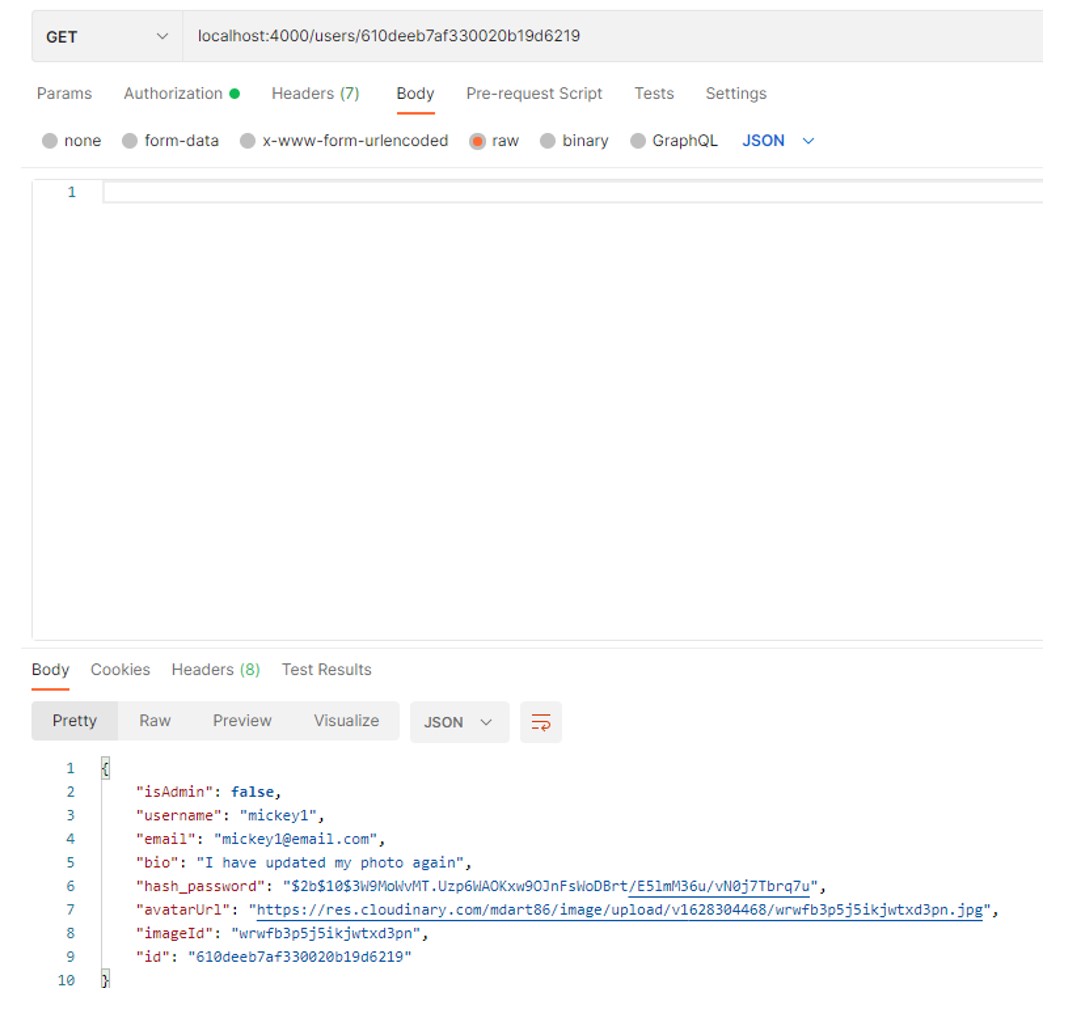 GET localhost:4000/users/610deeb7af330020b19d6219
Params Authorization Headers (7) Body Pre-request Script Tests Settings
none form-data x-www-form-urlencoded raw binary GraphQL JSON
1
Body Cookies Headers (8) Test Results
Pretty Raw Preview Visualize JSON
1 {
2 "isAdmin": false,
3 "username": "mickey1",
4 "email": "mickey1@email.com",
5 "bio": "I have updated my photo again",
6 "hash_password": "$2b$10$3W9MoWvMT.Uzp6WAOKxw9OJnFsWoDBrt/E5lmM36u/vN0j7Tbrq7u",
7 "avatarUrl": "https://res.cloudinary.com/mdart86/image/upload/v1628304468/wrwfb3p5j5ikjwtxd3pn.jpg",
8 "imageId": "wrwfb3p5j5ikjwtxd3pn",
9 "id": "610deeb7af330020b19d6219"
10 }